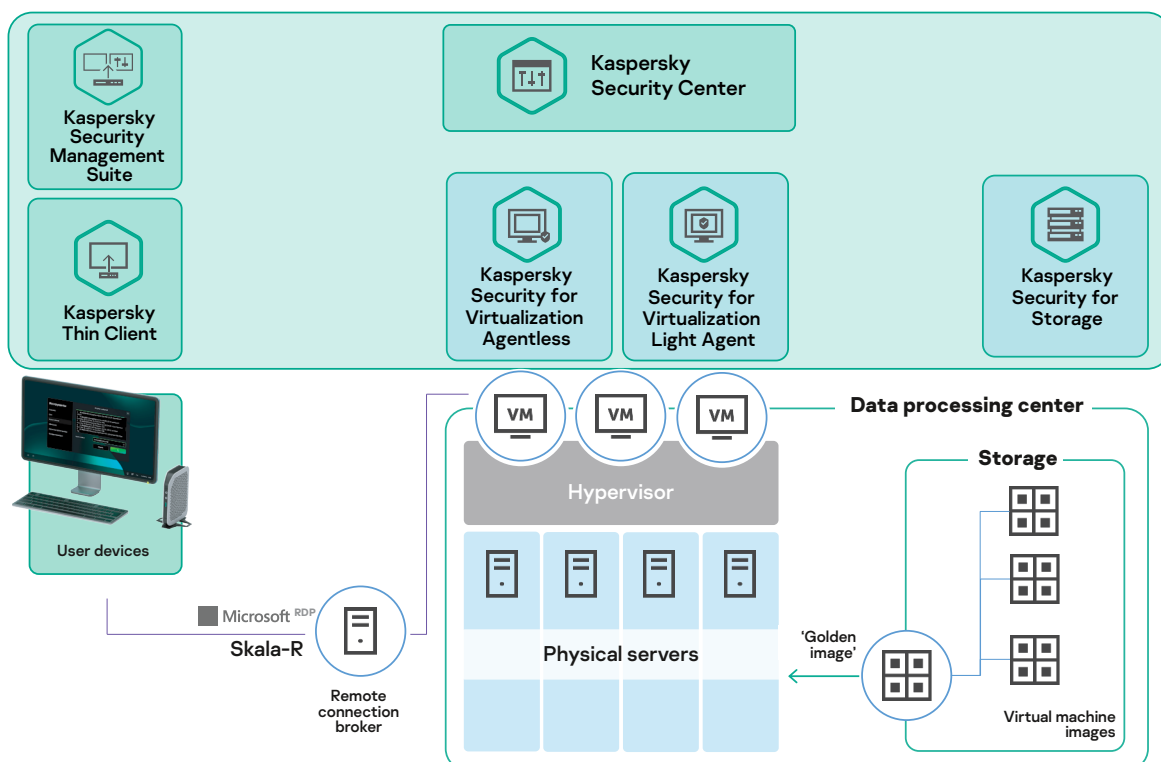 Kaspersky
Security
Management
Suite
Kaspersky
Security Center
Kaspersky
Thin Client
Kaspersky
Security for
Virtualization
Agentless
Kaspersky
Security for
Virtualization
Light Agent
Kaspersky
Security for
Storage
User devices
Microsoft RDP
Skala-R
Remote
connection
broker
VM
VM
VM
Data processing center
Hypervisor
Physical servers
Storage
'Golden
image'
Virtual machine
images